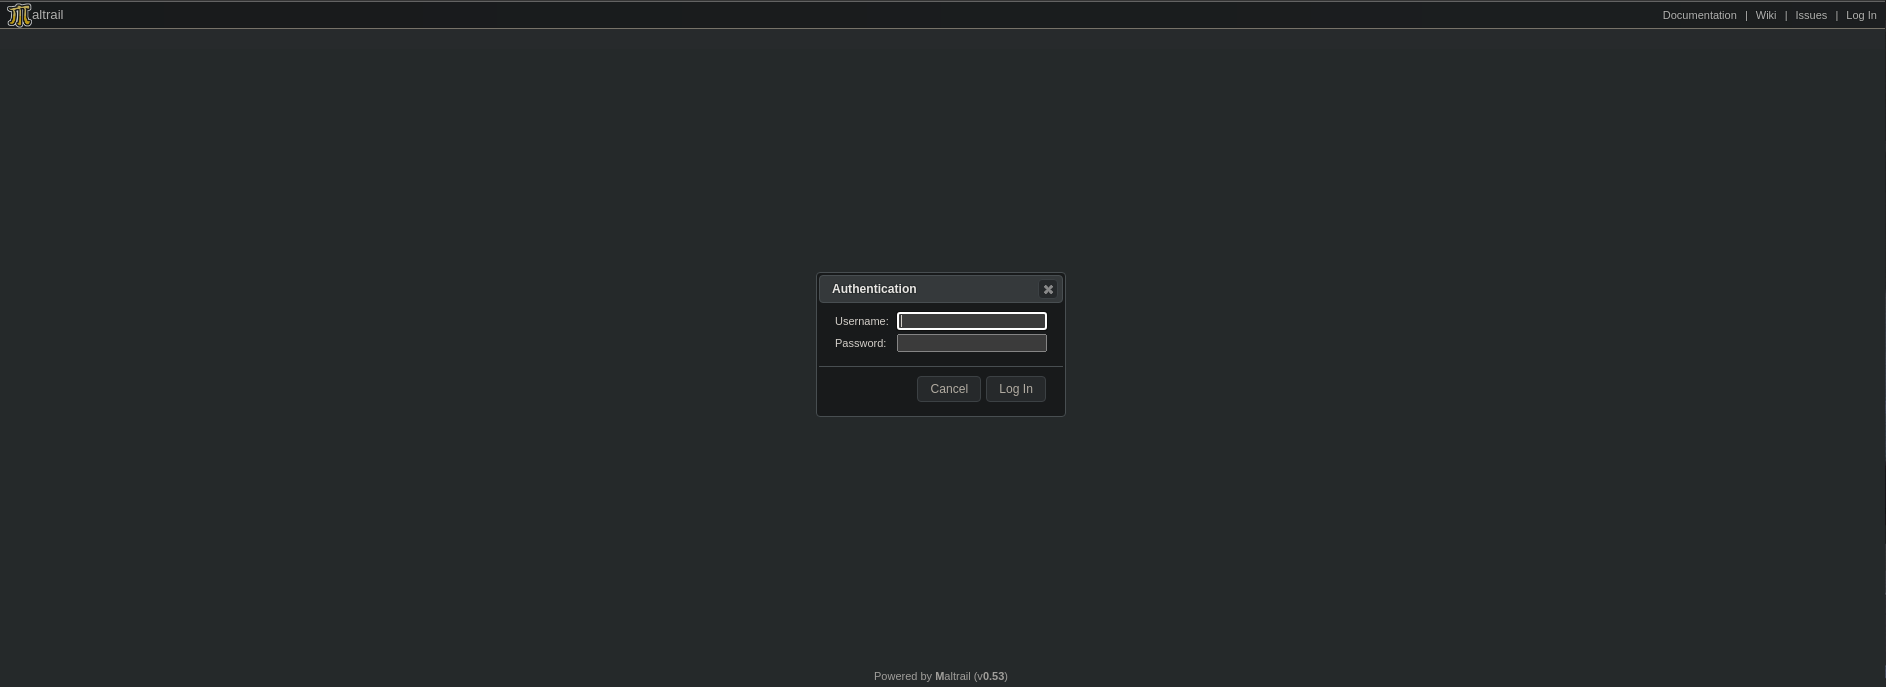 Maltrail
Documentation | Wiki | Issues | Log In
Authentication
Username:
Password:
Cancel
Log In
Powered by Maltrail (v0.53)